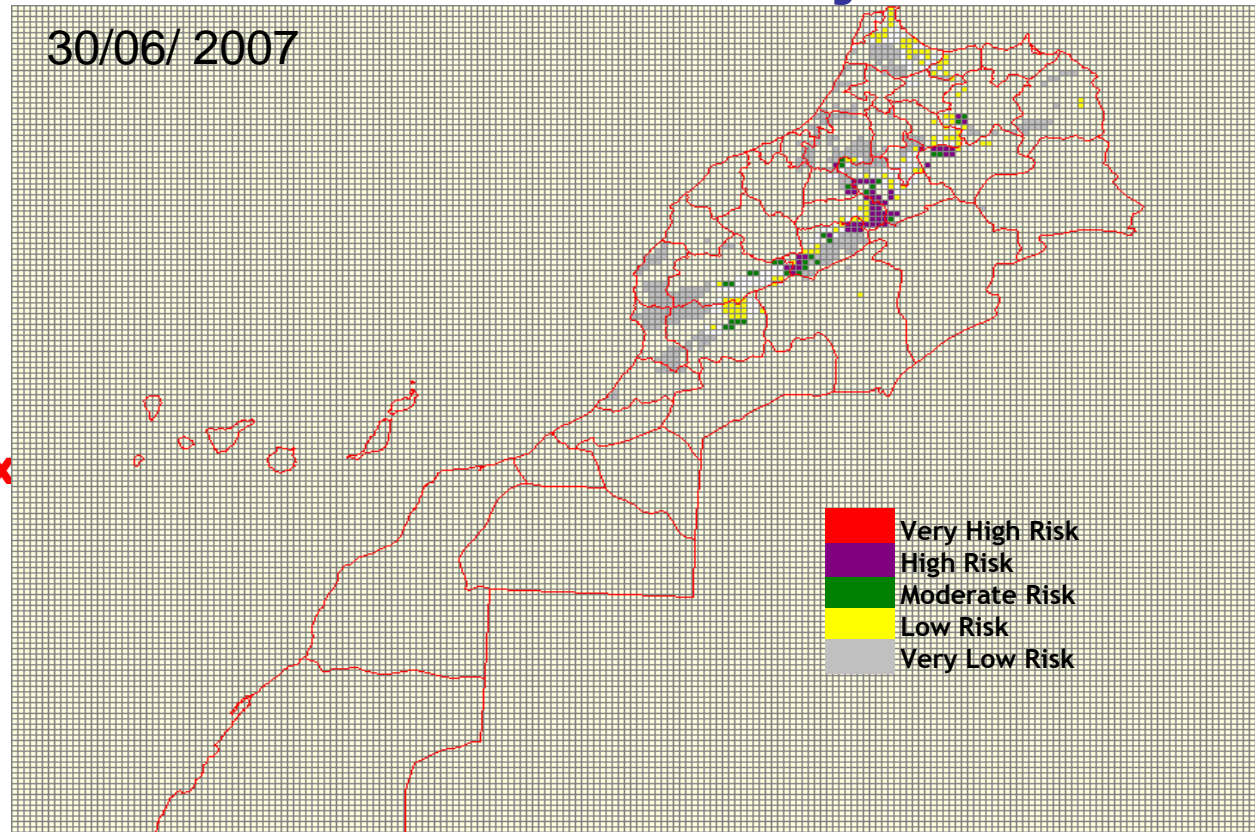 30/06/ 2007
x
Very High Risk
High Risk
Moderate Risk
Low Risk
Very Low Risk